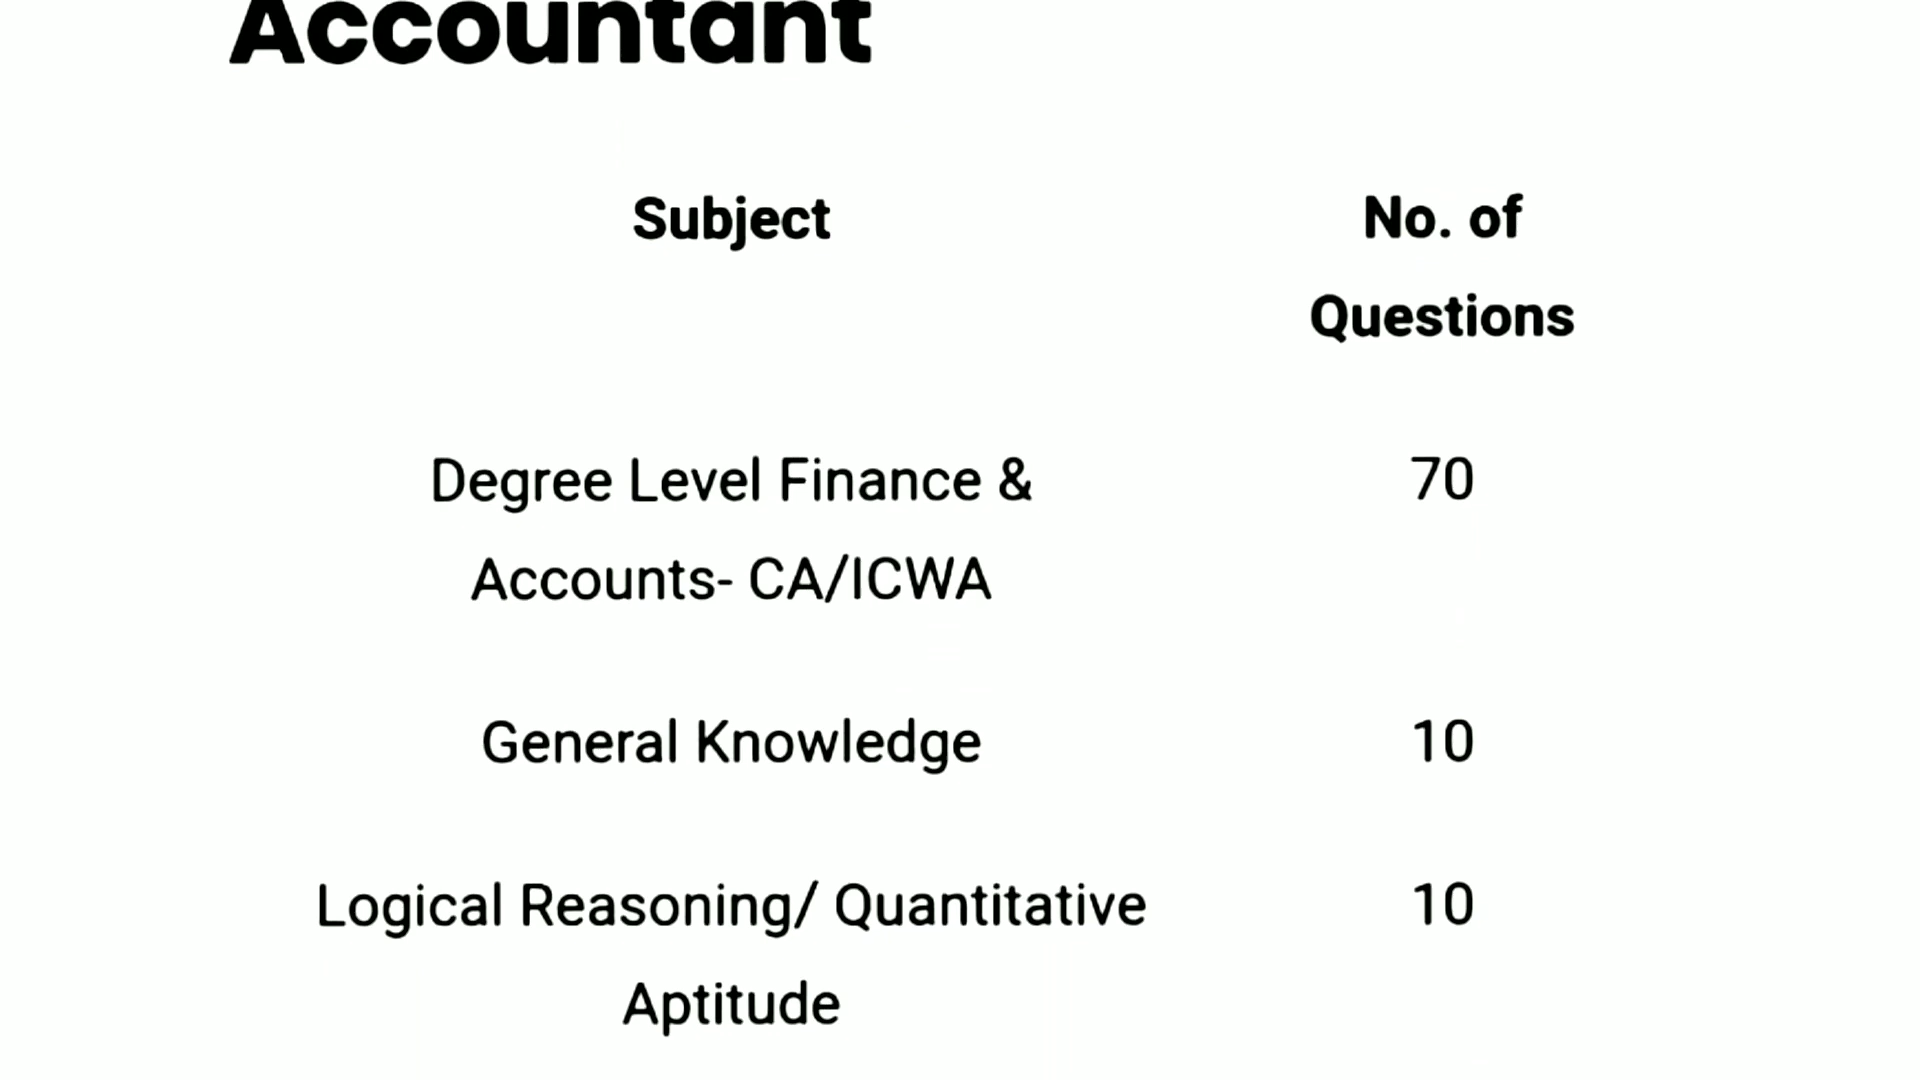 Accountant
Subject
No. of
Questions
Degree Level Finance &
Accounts- CA/ICWA
70
General Knowledge
10
Logical Reasoning/ Quantitative
Aptitude
10